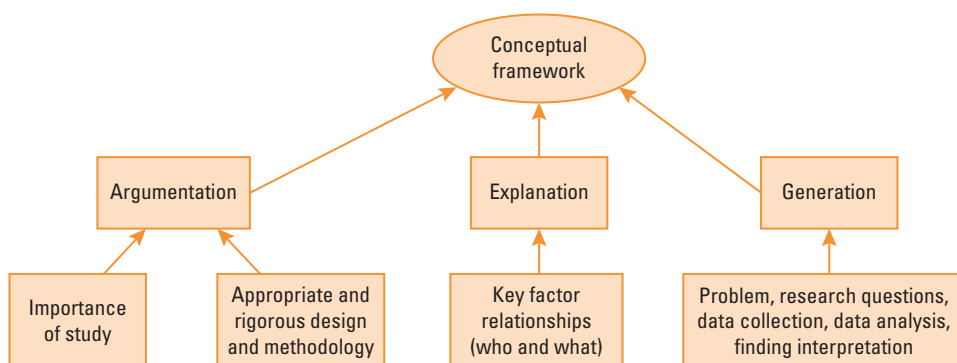 Conceptual
framework
Argumentation
Explanation
Generation
Importance
of study
Appropriate and
rigorous design
and methodology
Key factor
relationships
(who and what)
Problem, research questions,
data collection, data analysis,
finding interpretation